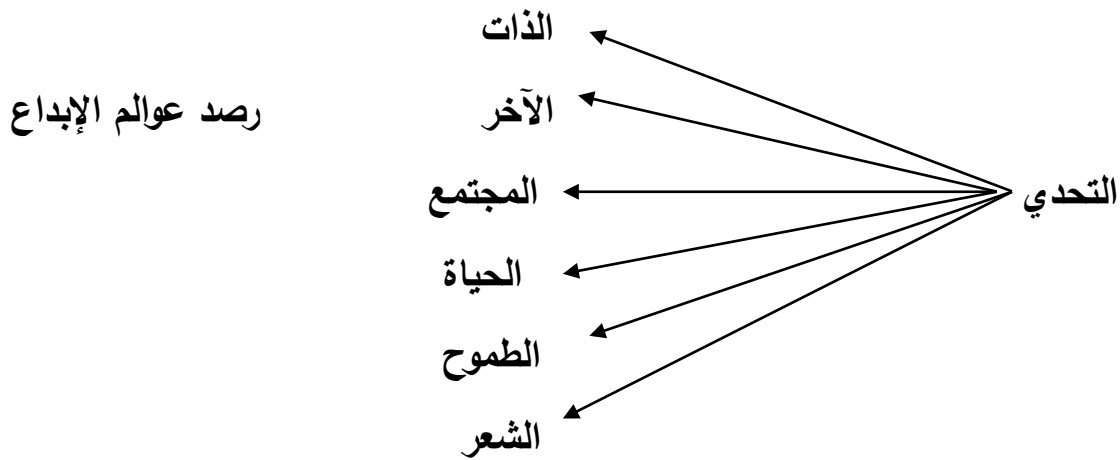 الذات
الآخر
رصد عوالم الإبداع
التحدي
المجتمع
الحياة
الطموح
الشعر